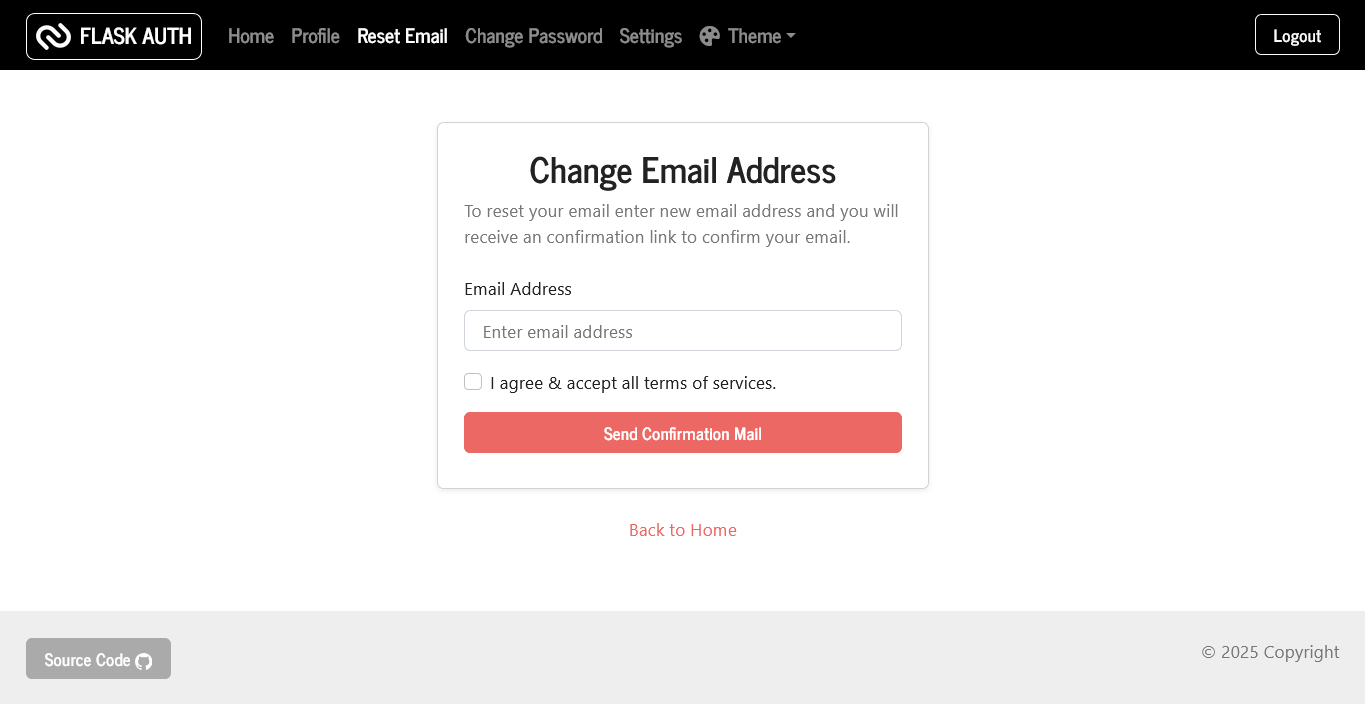 FLASK AUTH Home Profile Reset Email Change Password Settings Theme Logout
Change Email Address
To reset your email enter new email address and you will
receive an confirmation link to confirm your email.
Email Address
Enter email address
I agree & accept all terms of services.
Send Confirmation Mail
Back to Home
Source Code
© 2025 Copyright